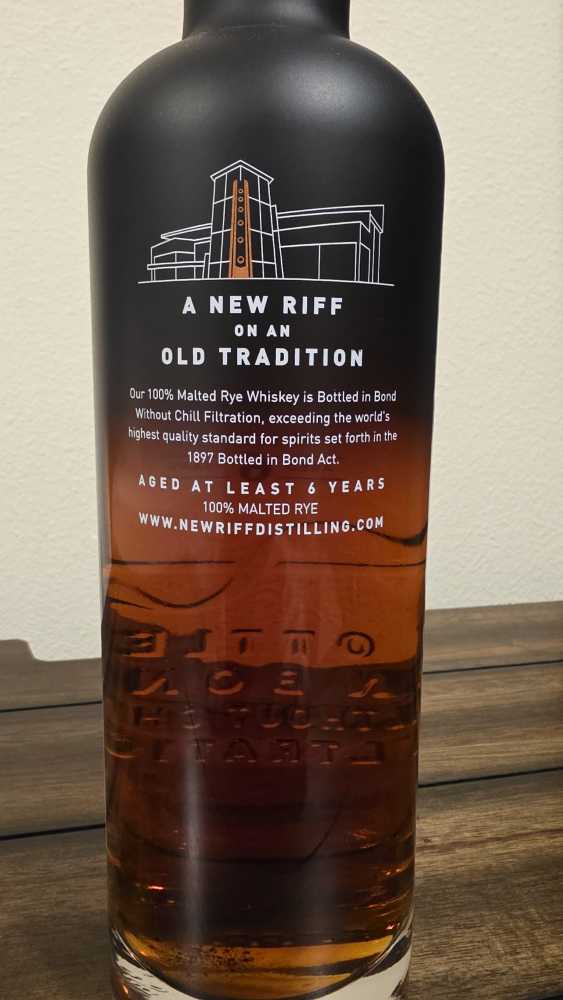 A NEW RIFF
ON AN
OLD TRADITION
Our 100% Malted Rye Whiskey is Bottled in Bond
Without Chill Filtration, exceeding the world's
highest quality standard for spirits set forth in the
1897 Bottled in Bond Act.
AGED AT LEAST 6 YEARS
100% MALTED RYE
WWW.NEWRIFFDISTILLING.COM